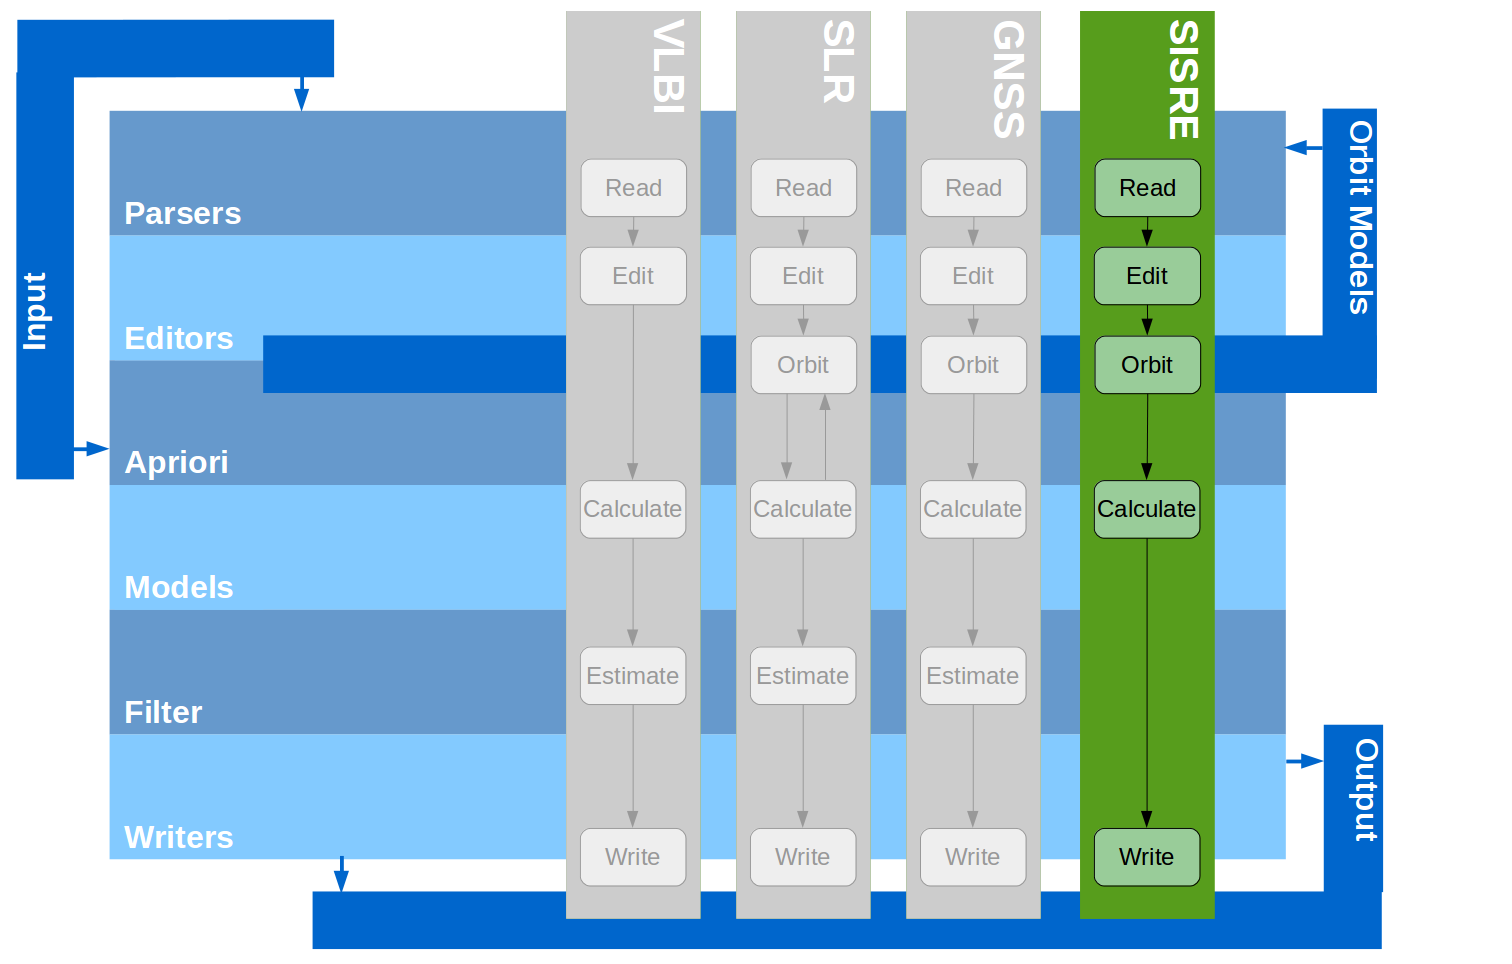 VLBI
SLR
GNSS
SISRE
Input
Orbit Models
Parsers
Read
Read
Read
Read
Editors
Edit
Edit
Edit
Edit
Orbit
Orbit
Orbit
Apriori
Calculate
Calculate
Calculate
Calculate
Models
Estimate
Estimate
Estimate
Filter
Output
Writers
Write
Write
Write
Write